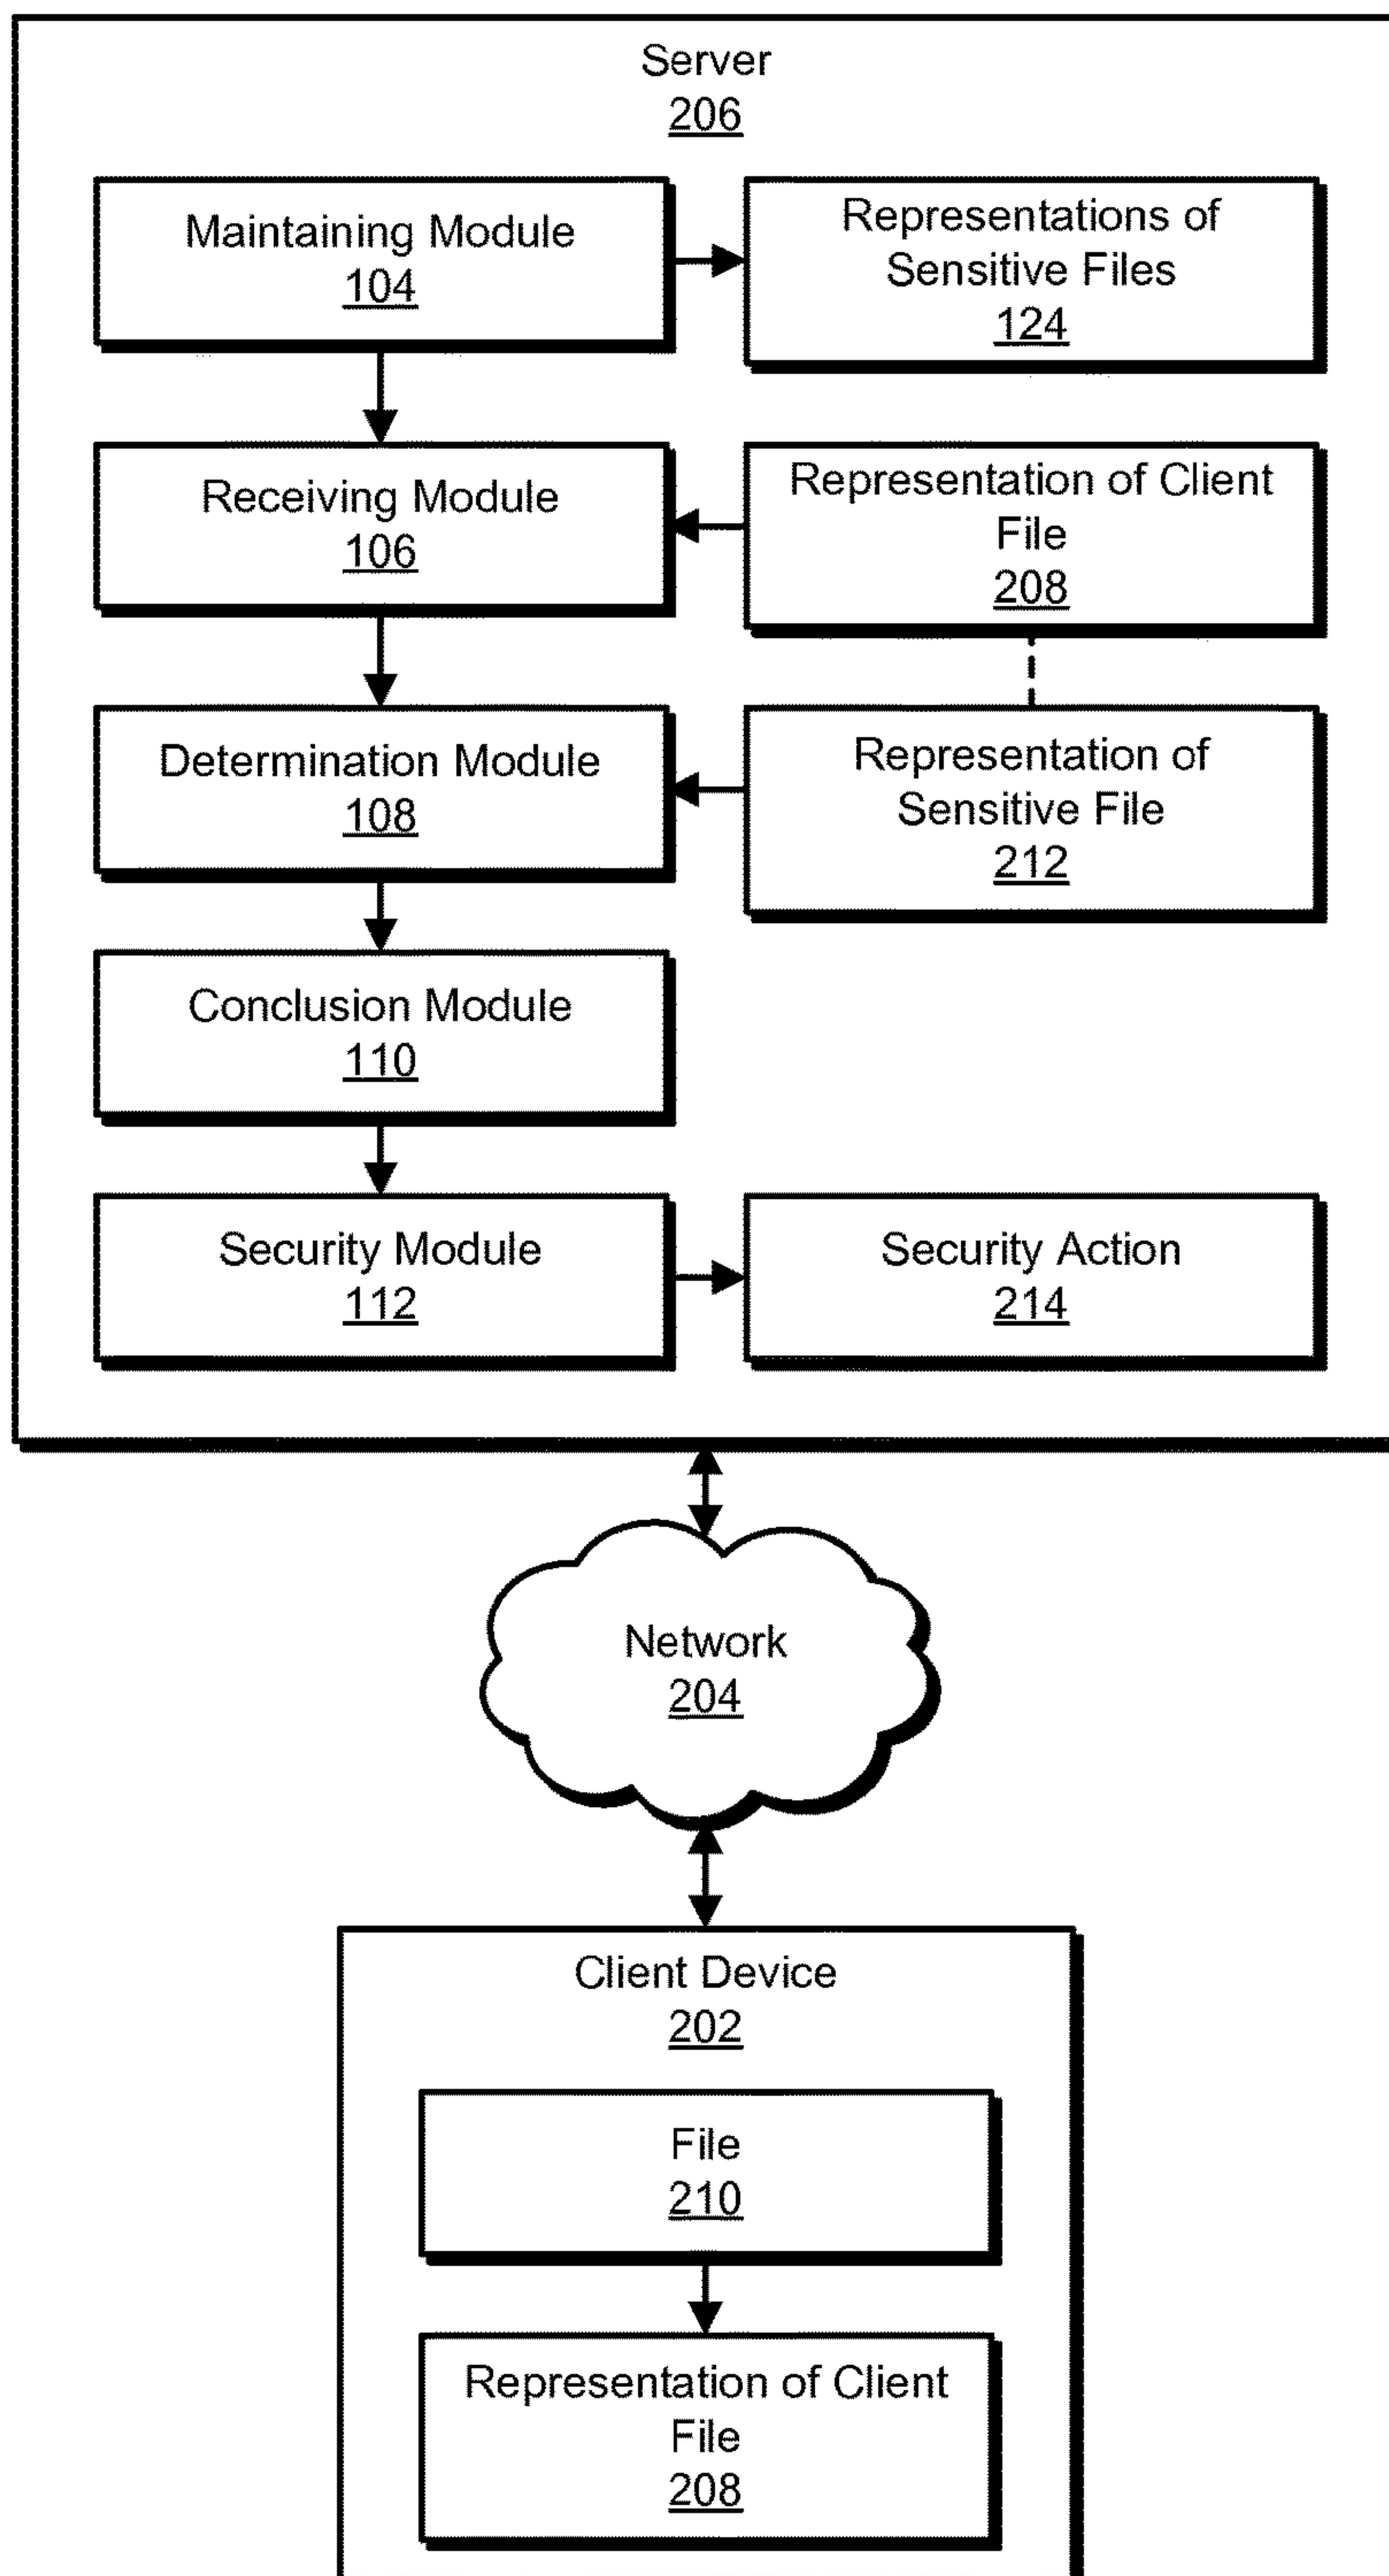 Server
206
Maintaining Module
104
Representations of
Sensitive Files
124
Receiving Module
106
Representation of Client
File
208
Determination Module
108
Representation of
Sensitive File
212
Conclusion Module
110
Security Module
112
Security Action
214
Network
204
Client Device
202
File
210
Representation of Client
File
208